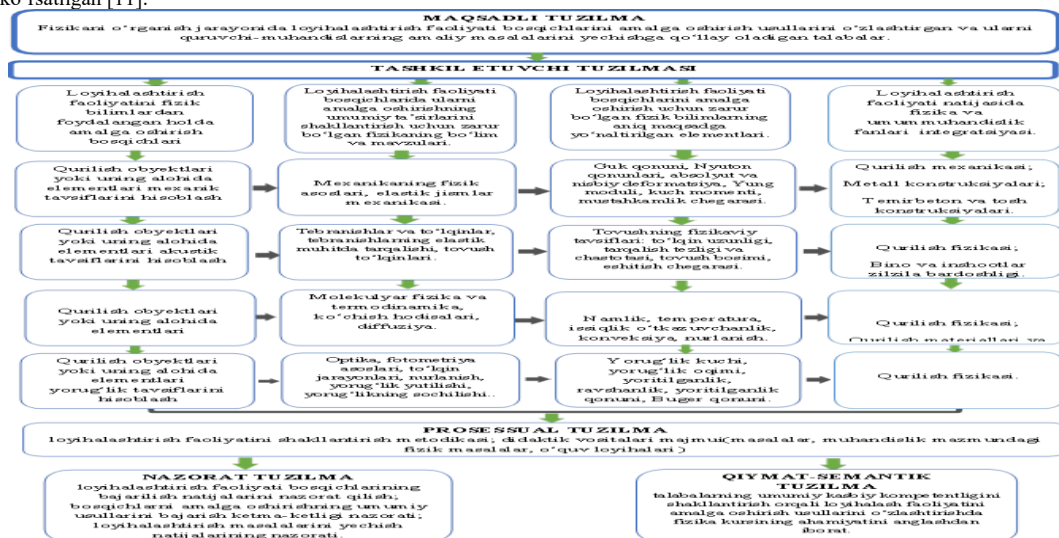 ko'rsatilgan [11].
MAQSADLI TUZILMA
Fizikani o'rganish jarayonida loyihalashtirish faoliyati bosqichlarini amalga oshirish usullarini o'zlashtirgan va ularni
quruvchi-muhandislarning amaliy masalalarini yechishga qo'llay oladigan talabalar.
TASHKIL ETUVCHI TUZILMASI
Loyihalashtirish
faoliyatini fizik
bilimlardan
foydalangan holda
amalga oshirish
bosqichlari
Loyihalashtirish faoliyati
bosqichlarida ularni
amalga oshirishning
umumiy ta'sirlarini
shakllantirish uchun zarur
bo'lgan fizikaning bo'lim
va mavzulari.
Loyihalashtirish faoliyati
bosqichlarini amalga
oshirish uchun zarur
bo'lgan fizik bilimlarning
aniq maqsadga
yo'naltirilgan elementlari.
Loyihalashtirish
faoliyati natijasida
fizika va
umummuhandislik
fanlari integratsiyasi.
Qurilish obyektlari
yoki uning alohida
elementlari mexanik
tavsiflarini hisoblash
Mexanikaning fizik
asoslari, elastik jismlar
mexanikasi.
Guk qonuni, Nyuton
qonunlari, absolyut va
nisbiy deformatsiya, Yung
moduli, kuch momenti,
mustahkamlik chegarasi.
Qurilish mexanikasi;
Metall konstruksiyalari;
Temirbeton va tosh
konstruksiyalari.
Qurilish obyektlari
yoki uning alohida
elementlari akustik
tavsiflarini hisoblash
Tebranishlar va to'lqinlar,
tebranishlarning elastik
muhitda tarqalishi, tovush
to'lqinlari.
Tovushning fizikaviy
tavsiflari: to'lqin uzunligi,
tarqalish tezligi va
chastotasi, tovush bosimi,
eshitish chegarasi.
Qurilish fizikasi;
Bino va inshootlar
zilzila bardoshligi.
Qurilish obyektlari
yoki uning alohida
elementlari
Molekulyar fizika va
termodinamika,
ko'chish hodisalari,
diffuziya.
Namlik, temperatura,
issiqlik o'tkazuvchanlik,
konveksiya, nurlanish.
Qurilish fizikasi;
Qurilish materiallari va
Qurilish obyektlari
yoki uning alohida
elementlari
yorug'lik tavsiflarini
hisoblash
Optika, fotometriya
asoslari, to'lqin
jarayonlari, nurlanish,
yorug'lik yutilishi,
yorug'likning sochilishi..
Yorug'lik kuchi,
yorug'lik oqimi,
yoritilganlik,
ravshanlik, yoritilganlik
qonuni, Buger qonuni.
Qurilish fizikasi.
PROSESSUAL TUZILMA
loyihalashtirish faoliyatini shakllantirish metodikasi; didaktik vositalari majmui(masalalar, muhandislik mazmundagi
fizik masalalar, o'quv loyihalari)
NAZORAT TUZILMA
loyihalashtirish faoliyati bosqichlarining
bajarilish natijalarini nazorat qilish;
bosqichlarni amalga oshirishning umumiy
usullarini bajarish ketma-ketligi nazorati;
loyihalashtirish masalalarini yechish
natijalarining nazorati.
QIYMAT-SEMANTIK
TUZILMA
talabalarning umumiy kasbiy kompetentligini
shakllantirish orqali loyihalash faoliyatini
amalga oshirish usullarini o'zlashtirishda
fizika kursining ahamiyatini anglashdan
iborat.